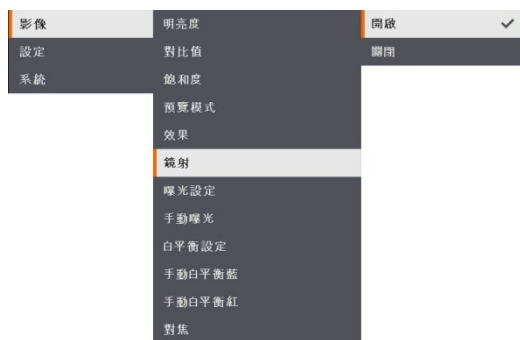 影像
設定
系統
明亮度
對比值
飽和度
預覽模式
效果
鏡射
曝光設定
手動曝光
白平衡設定
手動白平衡藍
手動白平衡紅
對焦
開啟
關閉